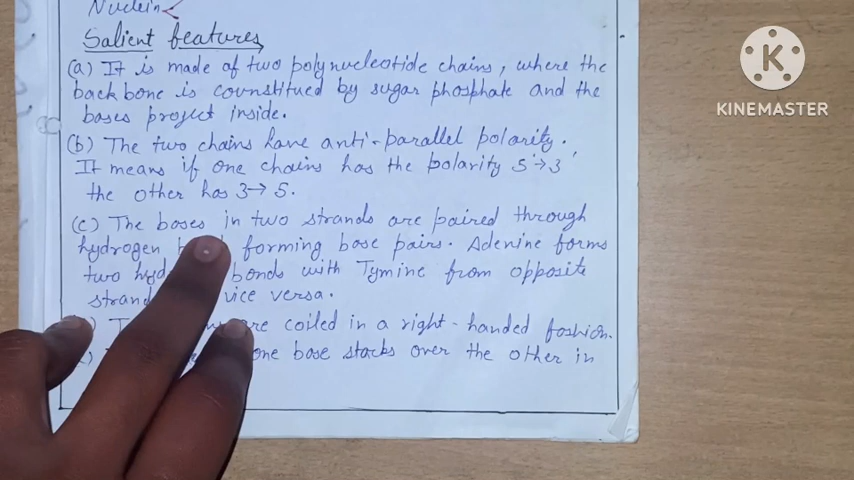 Nuclein
Salient features
(a) It is made of two polynucleotide chains, where the
backbone is counstitued by sugar phosphate and the
bases project inside.
(b) The two chains have anti-parallel polarity.
It means if one chains has the polarity 5'→3'
the other has 3→5.
(c) The bases in two strands are paired through
hydrogen forming base pairs. Adenine forms
two bonds with Tymine from opposite
strand vice versa.
are coiled in a right-handed fashion.
one base stacks over the other in
K
KINEMASTER